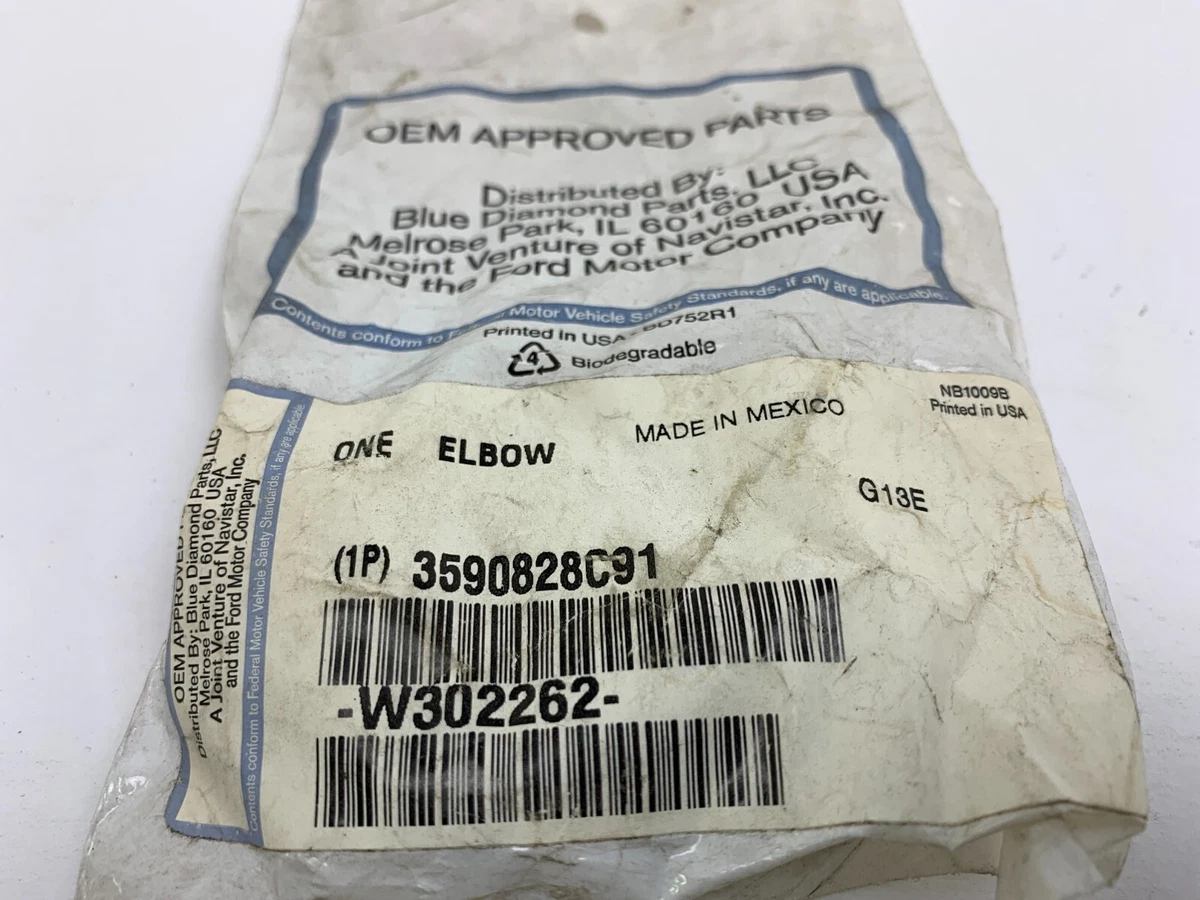 OEM APPROVED PARTS
Distributed By:
Blue Diamond Parts, LLC
Melrose Park, IL 60160 USA
A Joint Venture of Navistar, Inc.
and the Ford Motor Company
Contents conform to Motor Vehicle Safety Standards, if any are applicable.
Printed in USA BD752R1
4 Biodegradable
NB1009B
Printed in USA
ONE ELBOW MADE IN MEXICO
G13E
(1P) 3590828C91
-W302262-
OEM APPROVED
Distributed By: Blue Diamond Parts, LLC
Melrose Park, IL 60160 USA
A Joint Venture of Navistar, Inc.
and the Ford Motor Company
Contents conform to Federal Motor Vehicle Safety Standards, if any are applicable